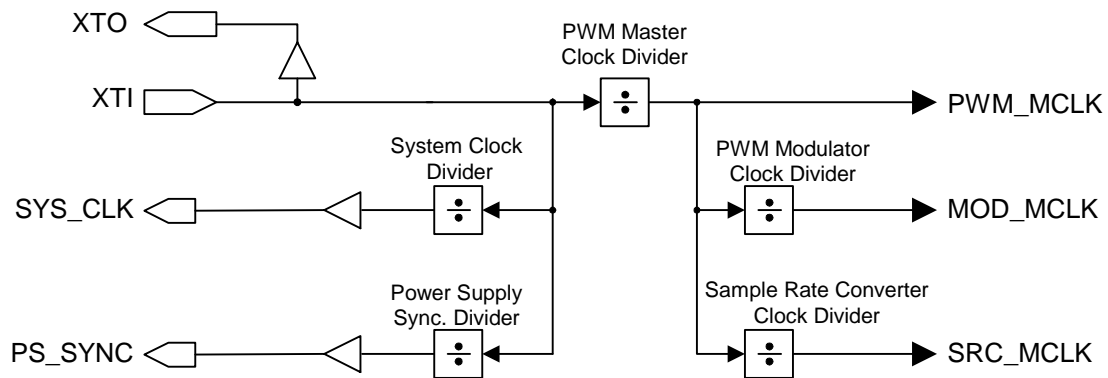 XTO
PWM Master
Clock Divider
XTI
÷
PWM_MCLK
System Clock
Divider
PWM Modulator
Clock Divider
SYS_CLK
÷
÷
MOD_MCLK
Power Supply
Sync. Divider
Sample Rate Converter
Clock Divider
PS_SYNC
÷
÷
SRC_MCLK